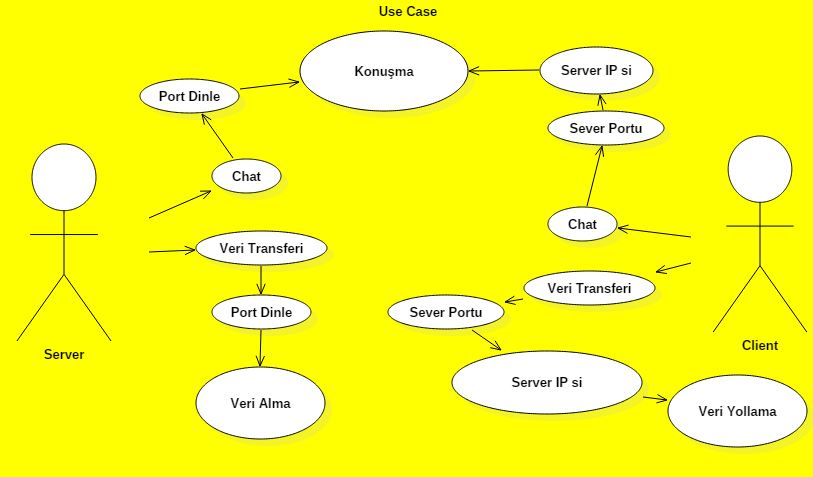 Use Case
Konuşma
Server IP si
Port Dinle
Sever Portu
Chat
Chat
Veri Transferi
Veri Transferi
Port Dinle
Sever Portu
Server
Client
Server IP si
Veri Alma
Veri Yollama